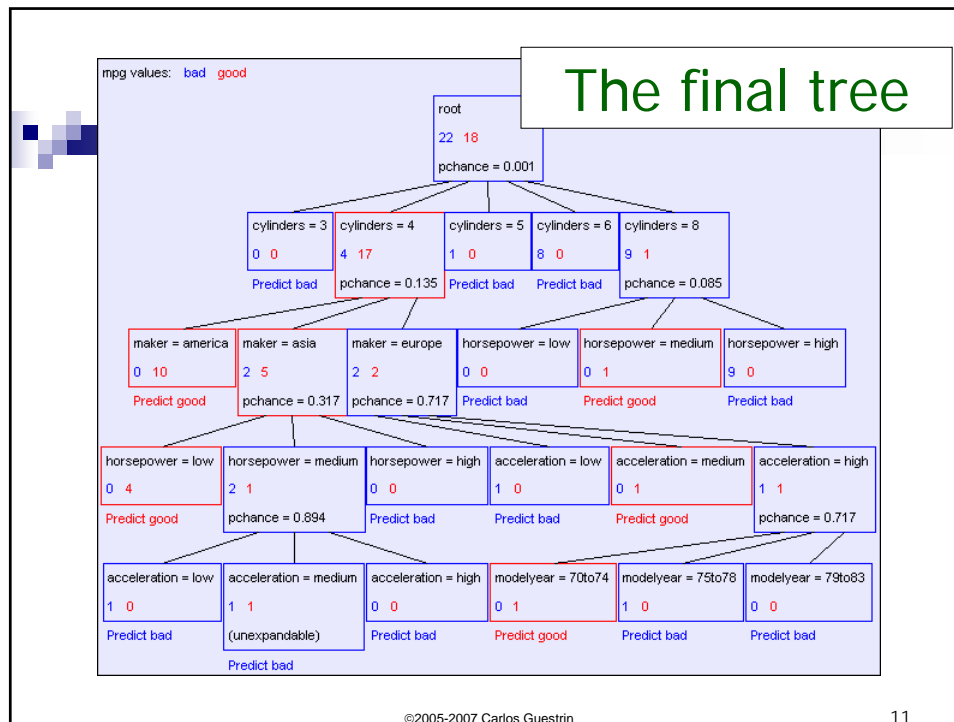 The final tree
mpg values: bad good
root
22 18
pchance = 0.001
cylinders = 3 cylinders = 4 cylinders = 5 cylinders = 6 cylinders = 8
0 0 4 17 1 0 8 0 9 1
Predict bad pchance = 0.135 Predict bad Predict bad pchance = 0.085
maker = america maker = asia maker = europe horsepower = low horsepower = medium horsepower = high
0 10 2 5 2 2 0 0 0 1 9 0
Predict good pchance = 0.317 pchance = 0.717 Predict bad Predict good Predict bad
horsepower = low horsepower = medium horsepower = high acceleration = low acceleration = medium acceleration = high
0 4 2 1 0 0 1 0 0 1 1 1
Predict good pchance = 0.894 Predict bad Predict bad Predict good pchance = 0.717
acceleration = low acceleration = medium acceleration = high modelyear = 70to74 modelyear = 75to78 modelyear = 79to83
1 0 1 1 0 0 0 1 1 0 0 0
Predict bad (unexpandable) Predict bad Predict good Predict bad Predict bad
Predict bad
©2005-2007 Carlos Guestrin 11